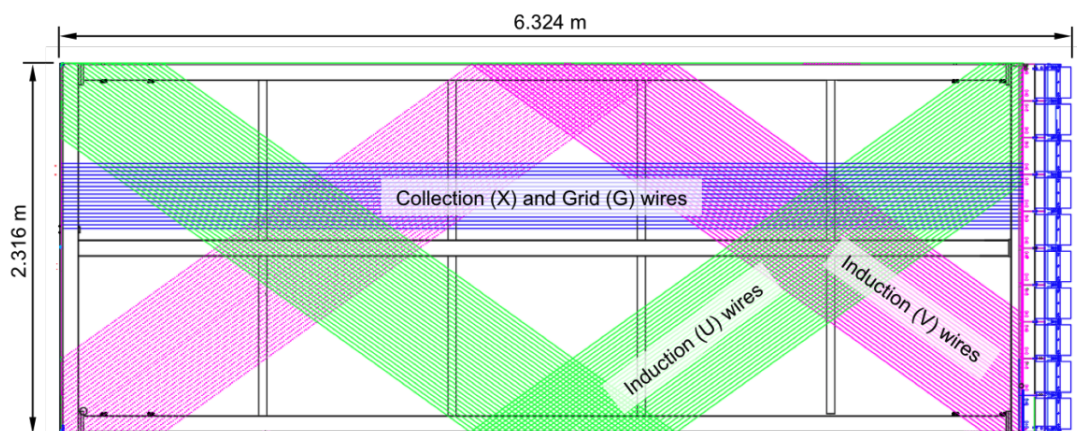 6.324 m
2.316 m
Collection (X) and Grid (G) wires
Induction (U) wires
Induction (V) wires